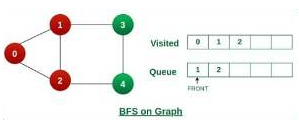 1
3
0
2
4
Visited 0 1 2
Queue 1 2
FRONT
BFS on Graph